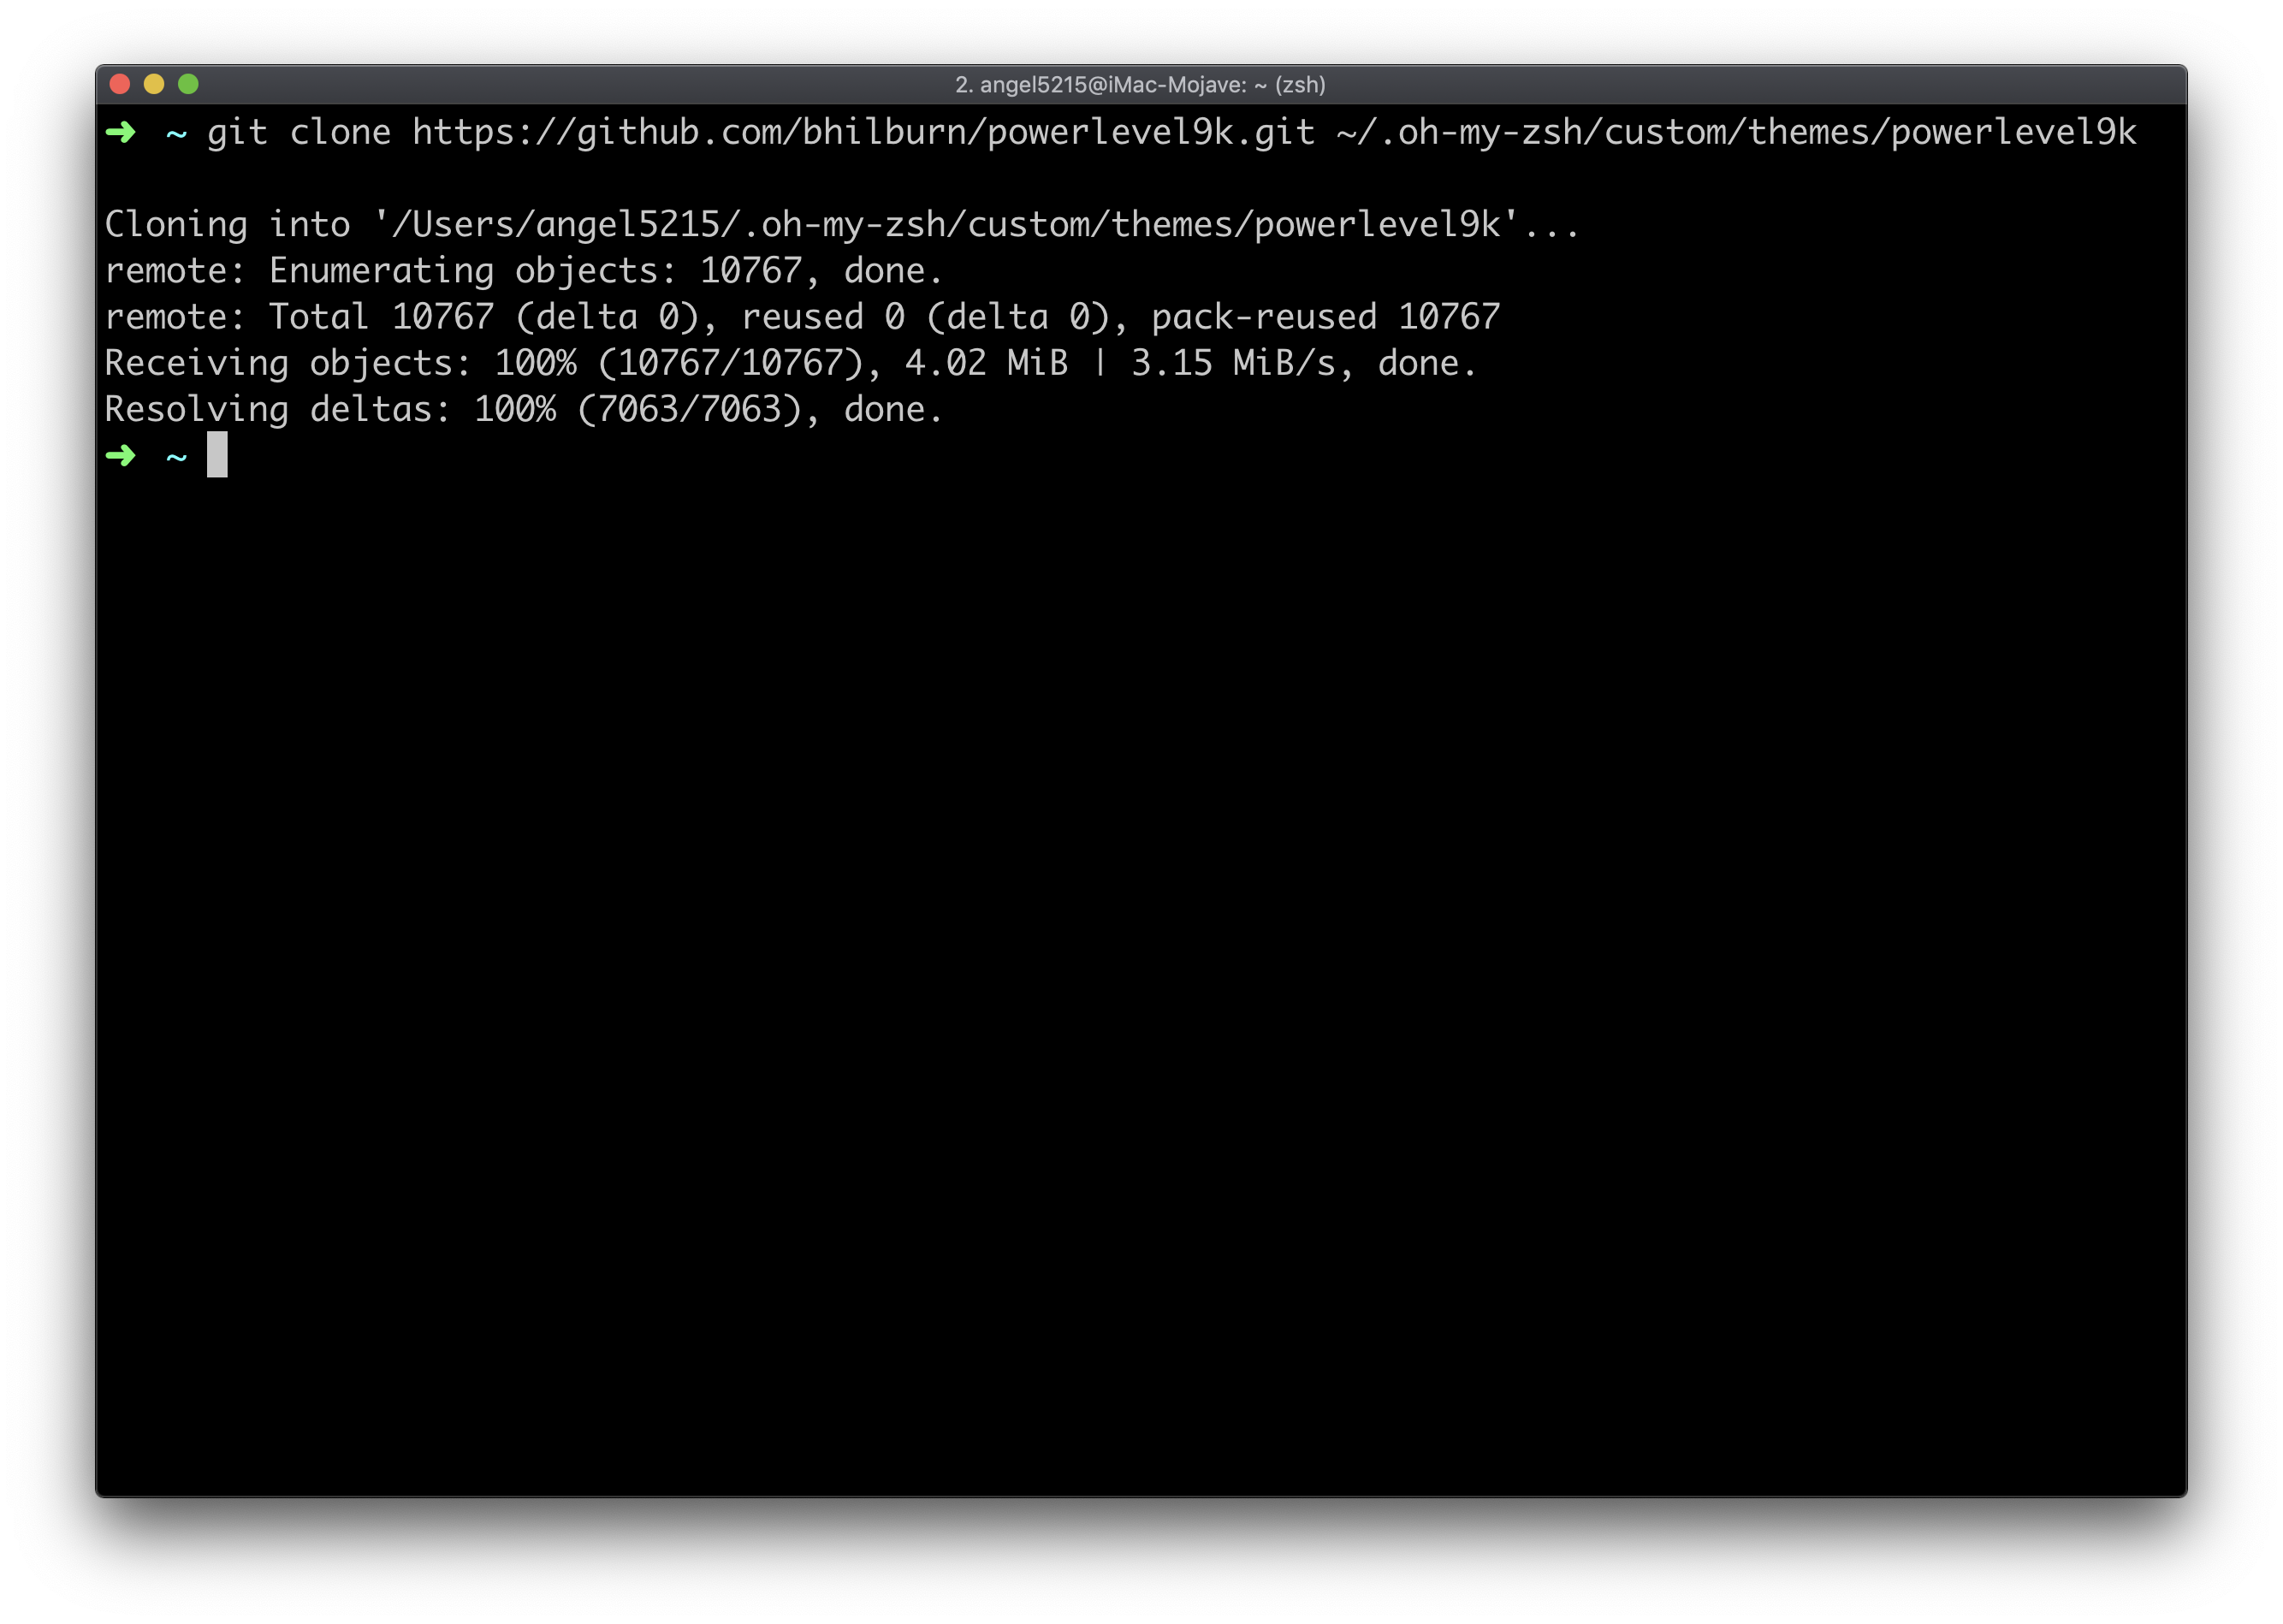 2. angel5215@iMac-Mojave: ~ (zsh)
➜  ~ git clone https://github.com/bhilburn/powerlevel9k.git ~/.oh-my-zsh/custom/themes/powerlevel9k
Cloning into '/Users/angel5215/.oh-my-zsh/custom/themes/powerlevel9k'...
remote: Enumerating objects: 10767, done.
remote: Total 10767 (delta 0), reused 0 (delta 0), pack-reused 10767
Receiving objects: 100% (10767/10767), 4.02 MiB | 3.15 MiB/s, done.
Resolving deltas: 100% (7063/7063), done.
➜  ~